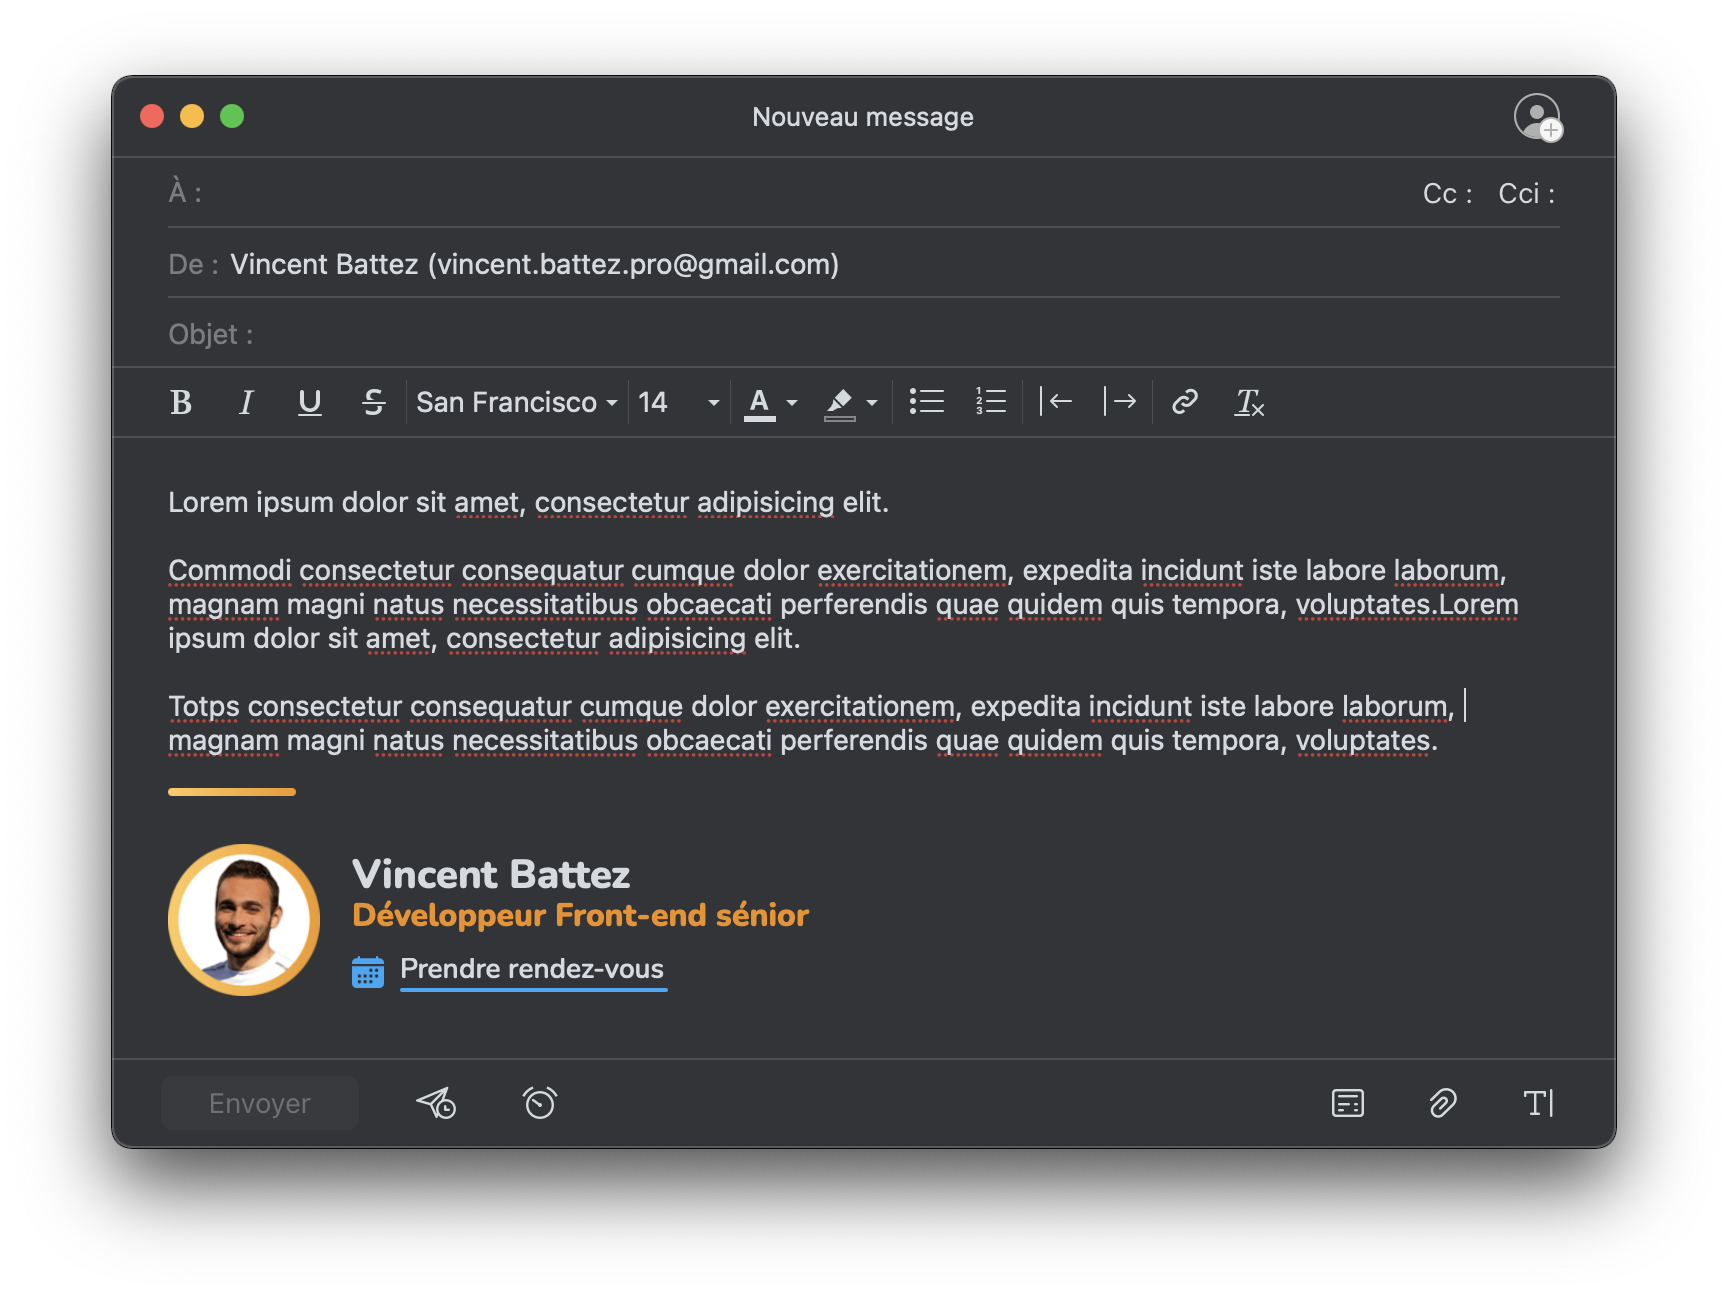 Nouveau message
À :
Cc : Cci :
De : Vincent Battez (vincent.battez.pro@gmail.com)
Objet :
B I U S San Francisco 14 A
Lorem ipsum dolor sit amet, consectetur adipisicing elit.
Commodi consectetur consequatur cumque dolor exercitationem, expedita incidunt iste labore laborum,
magnam magni natus necessitatibus obcaecati perferendis quae quidem quis tempora, voluptates.Lorem
ipsum dolor sit amet, consectetur adipisicing elit.
Totps consectetur consequatur cumque dolor exercitationem, expedita incidunt iste labore laborum,
magnam magni natus necessitatibus obcaecati perferendis quae quidem quis tempora, voluptates.
Vincent Battez
Développeur Front-end sénior
Prendre rendez-vous
Envoyer